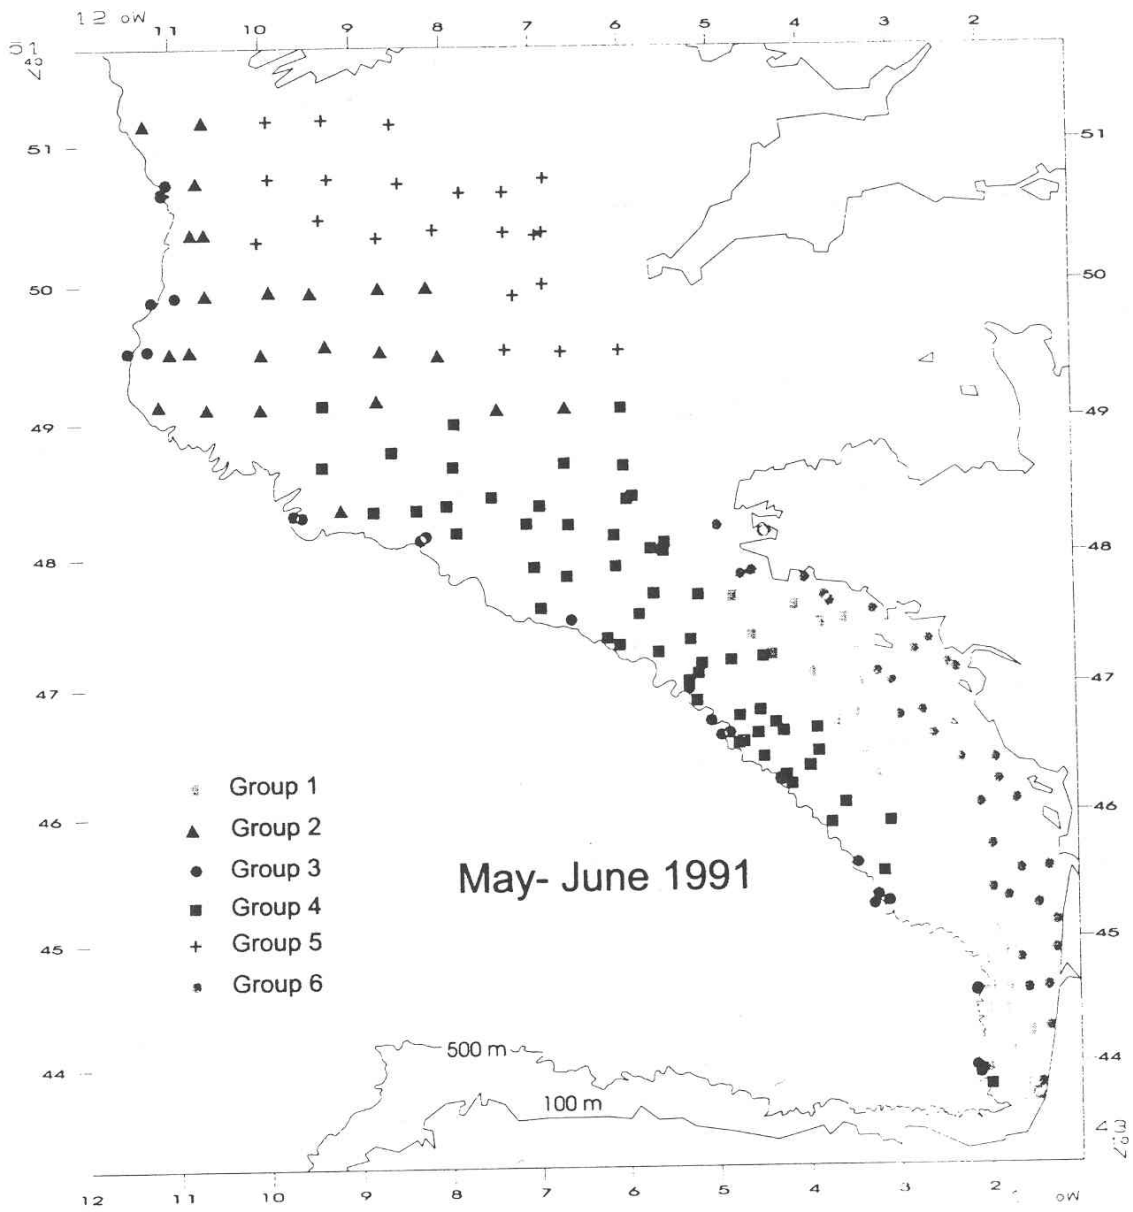 12 oW
11 10 9 8 7 6 5 4 3 2
51 51
50 50
49 49
48 48
47 47
Group 1
46 46
Group 2
Group 3
May- June 1991
Group 4
45 45
Group 5
Group 6
44 44
500 m
100 m
12 11 10 9 8 7 6 5 4 3 2 oW